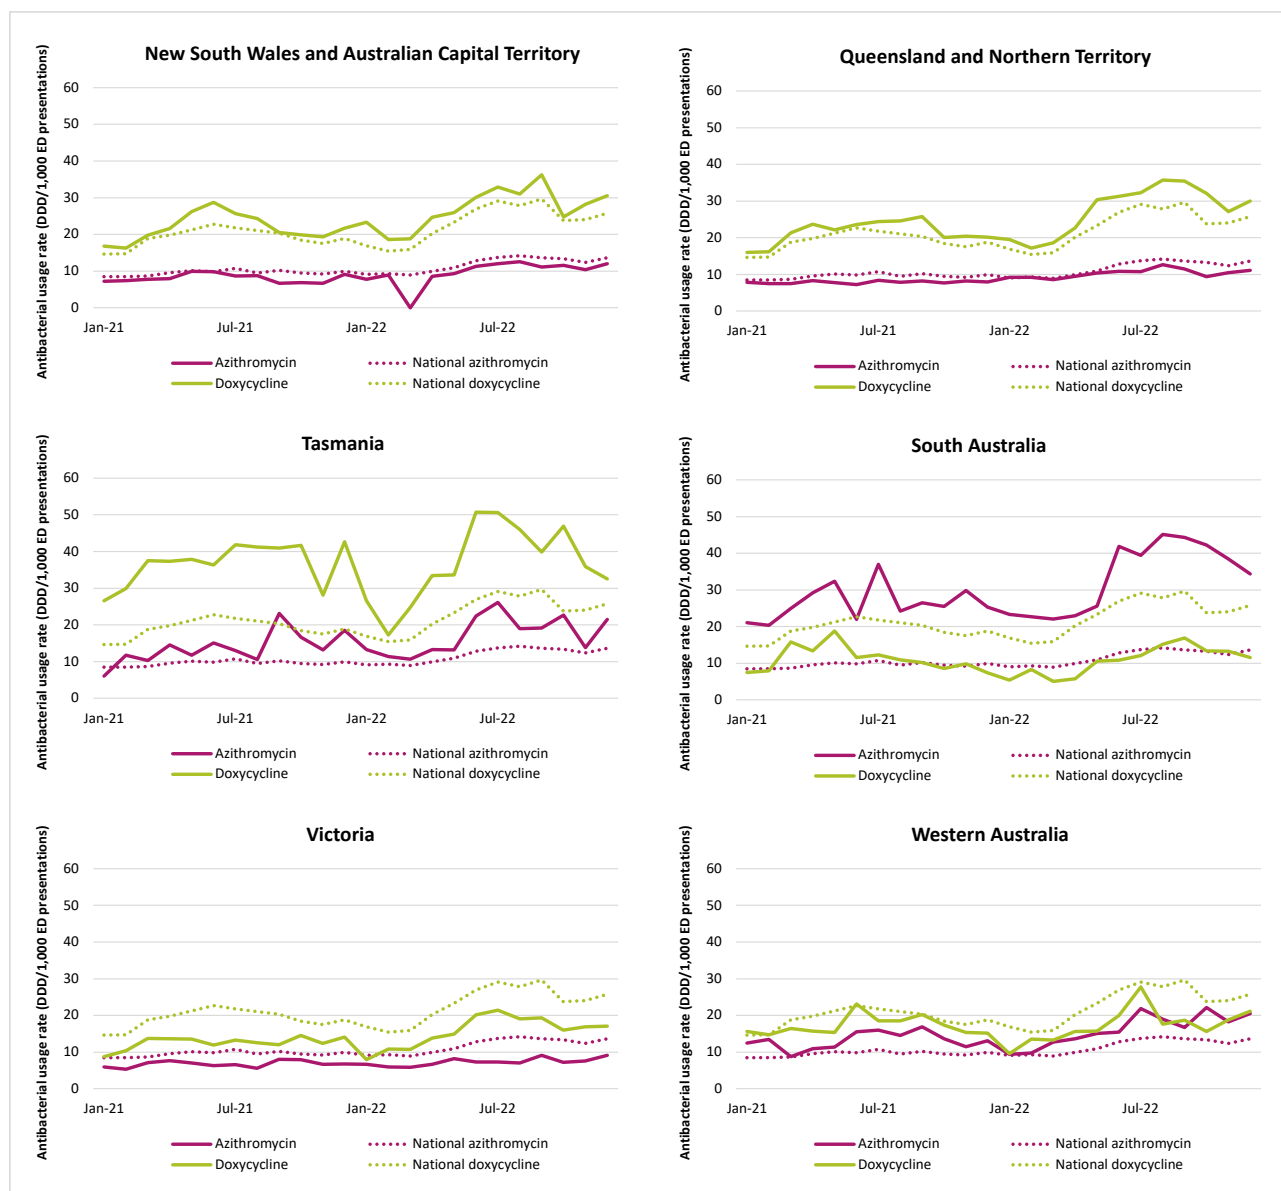 New South Wales and Australian Capital Territory
Antibacterial usage rate (DDD/1,000 ED presentations)
60
50
40
30
20
10
0
Jan-21 Jul-21 Jan-22 Jul-22
Azithromycin National azithromycin
Doxycycline National doxycycline
Queensland and Northern Territory
Antibacterial usage rate (DDD/1,000 ED presentations)
60
50
40
30
20
10
0
Jan-21 Jul-21 Jan-22 Jul-22
Azithromycin National azithromycin
Doxycycline National doxycycline
Tasmania
Antibacterial usage rate (DDD/1,000 ED presentations)
60
50
40
30
20
10
0
Jan-21 Jul-21 Jan-22 Jul-22
Azithromycin National azithromycin
Doxycycline National doxycycline
South Australia
Antibacterial usage rate (DDD/1,000 ED presentations)
60
50
40
30
20
10
0
Jan-21 Jul-21 Jan-22 Jul-22
Azithromycin National azithromycin
Doxycycline National doxycycline
Victoria
Antibacterial usage rate (DDD/1,000 ED presentations)
60
50
40
30
20
10
0
Jan-21 Jul-21 Jan-22 Jul-22
Azithromycin National azithromycin
Doxycycline National doxycycline
Western Australia
Antibacterial usage rate (DDD/1,000 ED presentations)
60
50
40
30
20
10
0
Jan-21 Jul-21 Jan-22 Jul-22
Azithromycin National azithromycin
Doxycycline National doxycycline